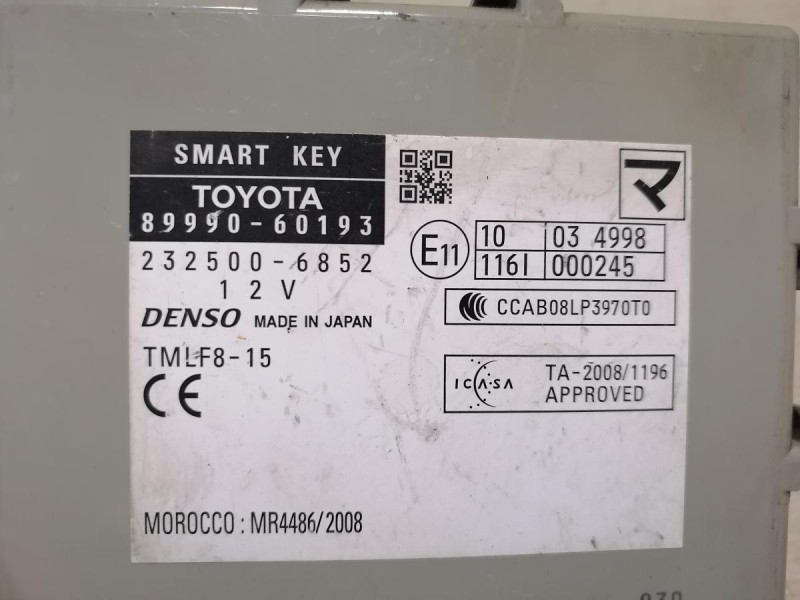 SMART KEY
TOYOTA
89990-60193
232500-6852
12V
DENSO MADE IN JAPAN
TMLF8-15
CE
MOROCCO : MR4486/2008
マ
E11
10 03 4998
116I 000245
CCAB08LP3970T0
ICASA TA-2008/1196
APPROVED